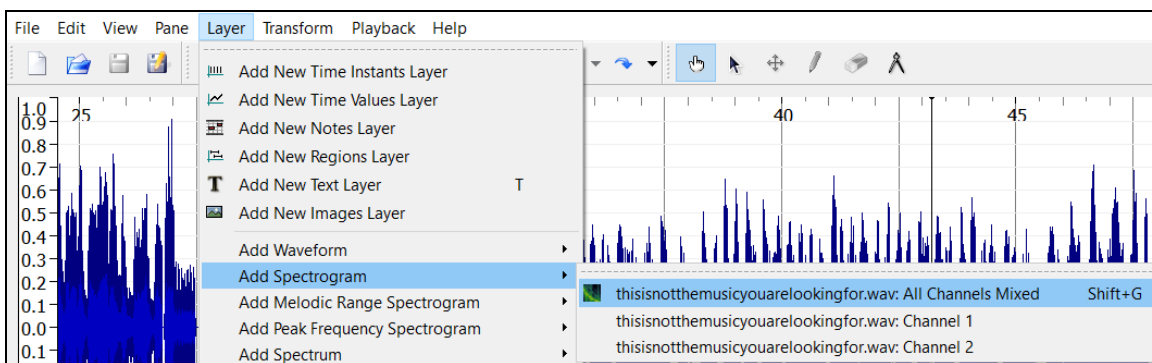 File Edit View Pane Layer Transform Playback Help
Add New Time Instants Layer
1.0 25 40 45
0.9 Add New Time Values Layer
0.8 Add New Notes Layer
0.7 Add New Regions Layer
0.6 Add New Text Layer T
0.5 Add New Images Layer
0.4 Add Waveform
0.3
0.2 Add Spectrogram thisisnotthemusicyouarelookingfor.wav: All Channels Mixed Shift+G
0.1 Add Melodic Range Spectrogram thisisnotthemusicyouarelookingfor.wav: Channel 1
0.0 Add Peak Frequency Spectrogram
0.1 Add Spectrum thisisnotthemusicyouarelookingfor.wav: Channel 2